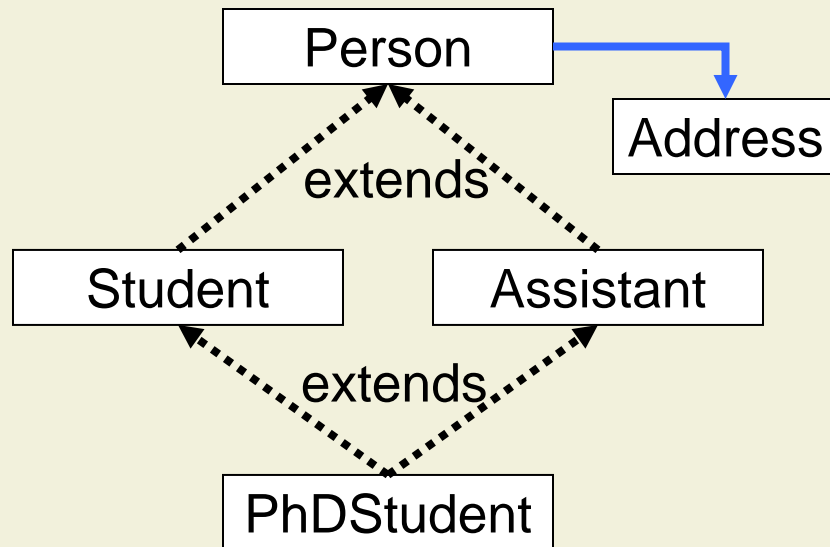 Person
Address
extends
Student
Assistant
extends
PhDStudent